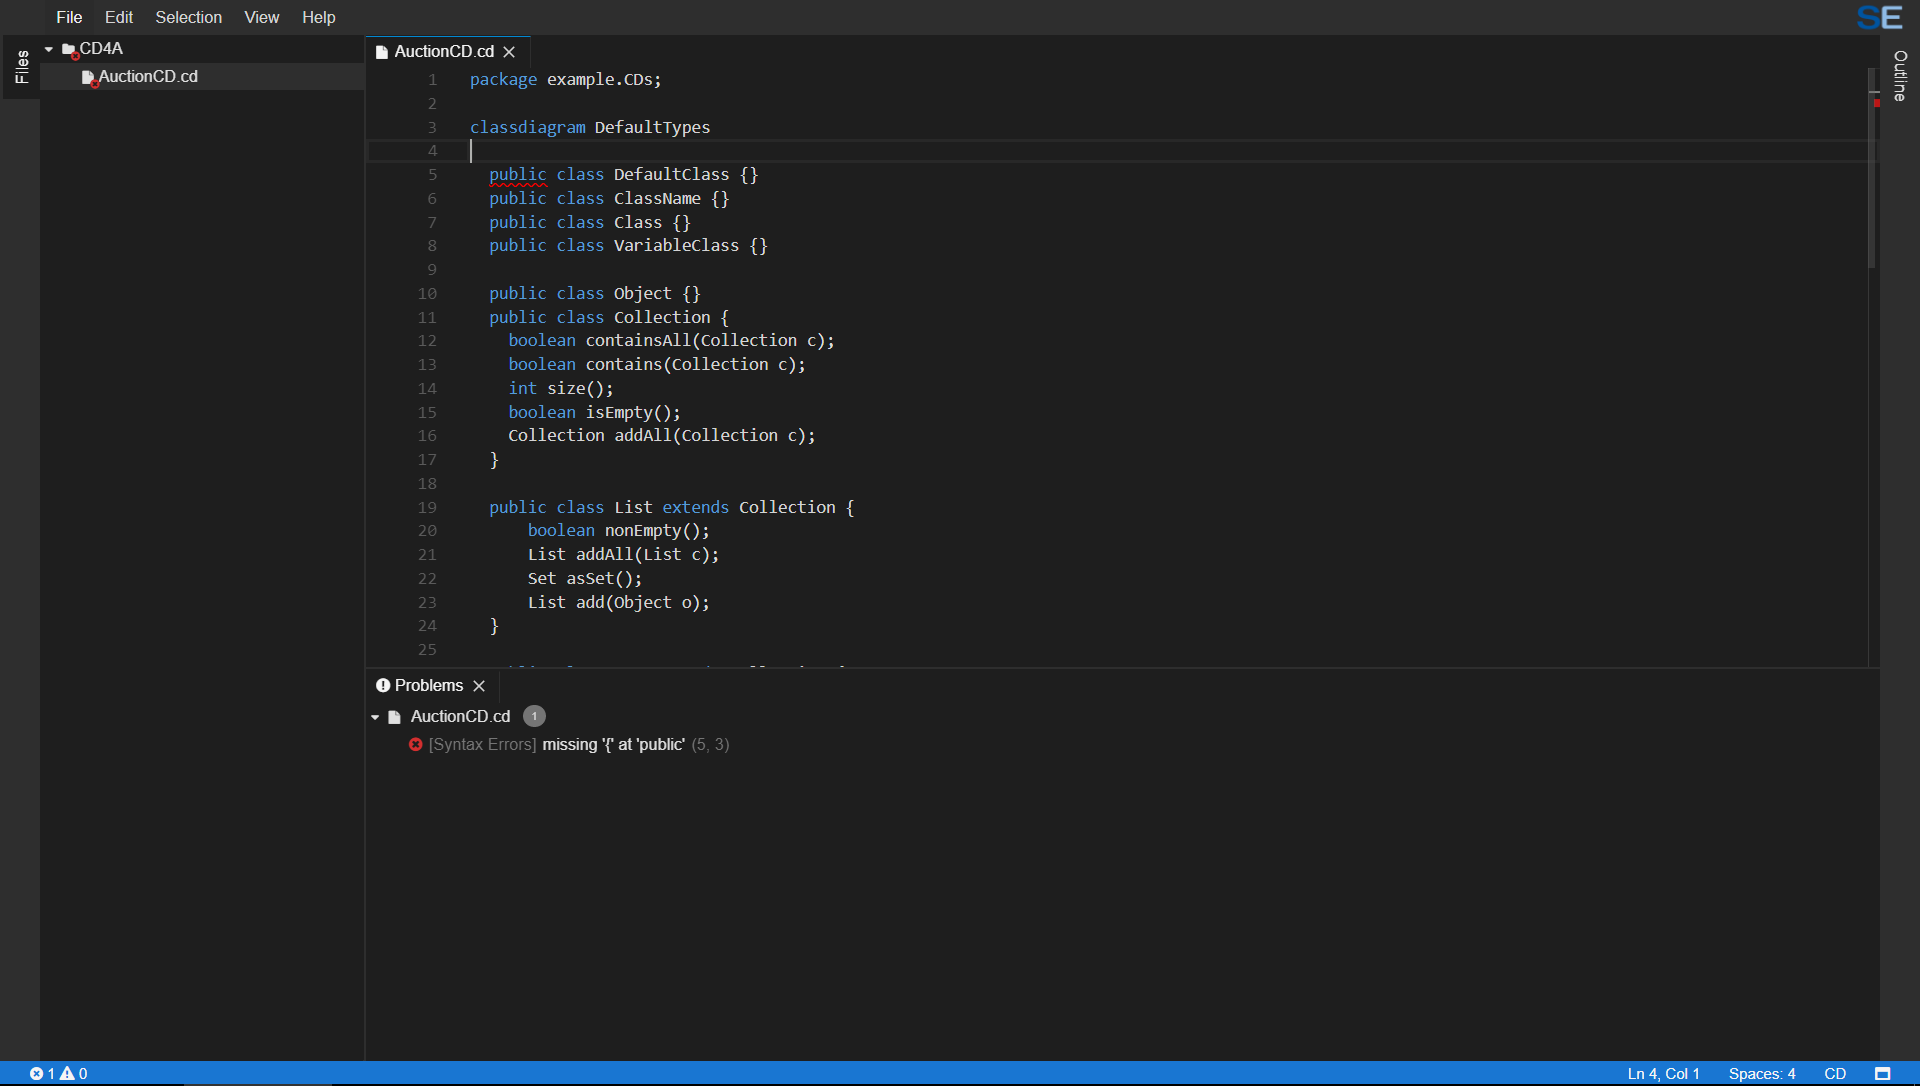 File Edit Selection View Help
SE
Files
CD4A
AuctionCD.cd
AuctionCD.cd
Outline
1 package example.CDs;
2
3 classdiagram DefaultTypes
4
5 public class DefaultClass {}
6 public class ClassName {}
7 public class Class {}
8 public class VariableClass {}
9
10 public class Object {}
11 public class Collection {
12 boolean containsAll(Collection c);
13 boolean contains(Collection c);
14 int size();
15 boolean isEmpty();
16 Collection addAll(Collection c);
17 }
18
19 public class List extends Collection {
20 boolean nonEmpty();
21 List addAll(List c);
22 Set asSet();
23 List add(Object o);
24 }
25
Problems
AuctionCD.cd 1
[Syntax Errors] missing '{' at 'public' (5, 3)
1 0 Ln 4, Col 1 Spaces: 4 CD